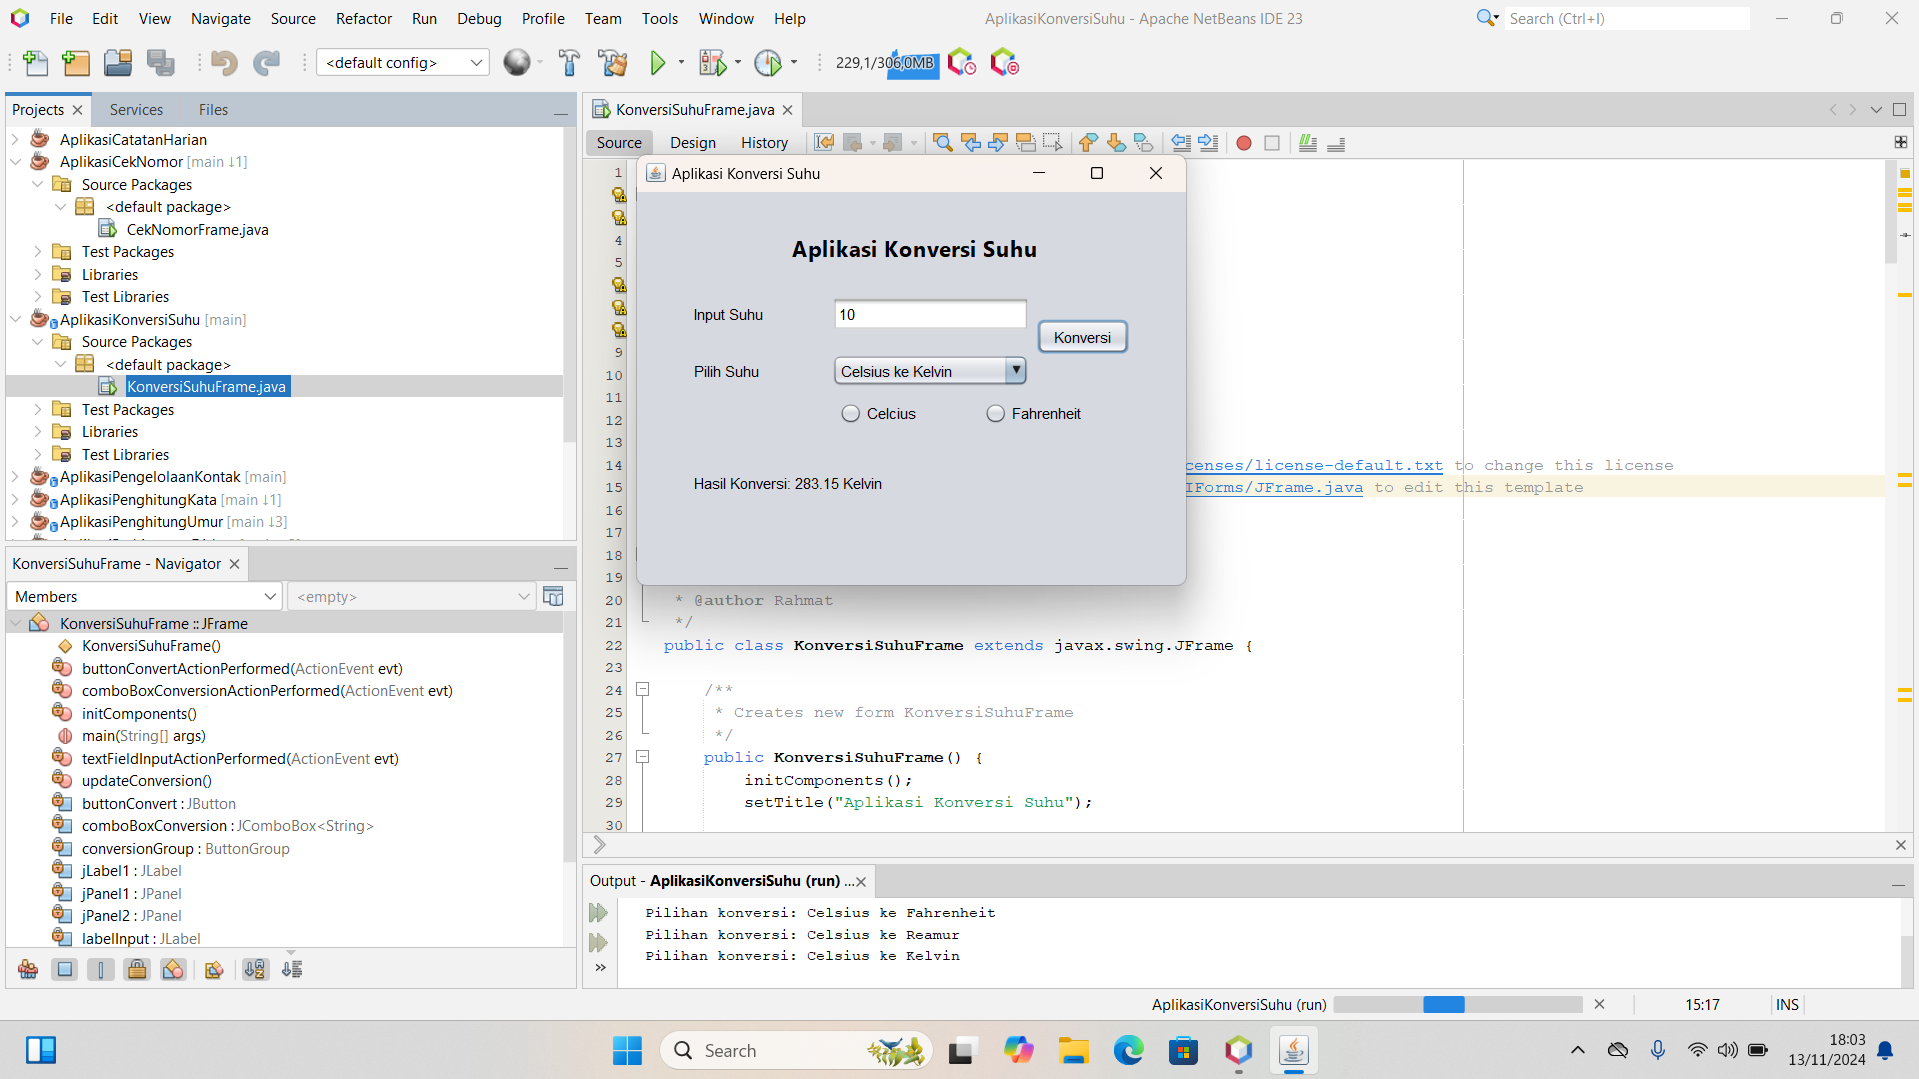 File Edit View Navigate Source Refactor Run Debug Profile Team Tools Window Help
AplikasiKonversiSuhu - Apache NetBeans IDE 23
Search (Ctrl+I)
<default config>
229,1/306,0MB
Projects
Services
Files
AplikasiCatatanHarian
AplikasiCekNomor [main ↓1]
Source Packages
<default package>
CekNomorFrame.java
Test Packages
Libraries
Test Libraries
AplikasiKonversiSuhu [main]
Source Packages
<default package>
KonversiSuhuFrame.java
Test Packages
Libraries
Test Libraries
AplikasiPengelolaanKontak [main]
AplikasiPenghitungKata [main ↓1]
AplikasiPenghitungUmur [main ↓3]
KonversiSuhuFrame - Navigator
Members
<empty>
KonversiSuhuFrame :: JFrame
KonversiSuhuFrame()
buttonConvertActionPerformed(ActionEvent evt)
comboBoxConversionActionPerformed(ActionEvent evt)
initComponents()
main(String[] args)
textFieldInputActionPerformed(ActionEvent evt)
updateConversion()
buttonConvert : JButton
comboBoxConversion : JComboBox<String>
conversionGroup : ButtonGroup
jLabel1 : JLabel
jPanel1 : JPanel
jPanel2 : JPanel
labelInput : JLabel
KonversiSuhuFrame.java
Source Design History
1
4
5
9
10
11
12
13
14 censes/license-default.txt to change this license
15 IForms/JFrame.java to edit this template
16
17
18
19
20 * @author Rahmat
21 */
22 public class KonversiSuhuFrame extends javax.swing.JFrame {
23
24 /**
25 * Creates new form KonversiSuhuFrame
26 */
27 public KonversiSuhuFrame() {
28 initComponents();
29 setTitle("Aplikasi Konversi Suhu");
30
Aplikasi Konversi Suhu
Aplikasi Konversi Suhu
Input Suhu
10
Konversi
Pilih Suhu
Celsius ke Kelvin
Celcius
Fahrenheit
Hasil Konversi: 283.15 Kelvin
Output - AplikasiKonversiSuhu (run) ...
Pilihan konversi: Celsius ke Fahrenheit
Pilihan konversi: Celsius ke Reamur
Pilihan konversi: Celsius ke Kelvin
AplikasiKonversiSuhu (run)
15:17
INS
Search
18:03
13/11/2024